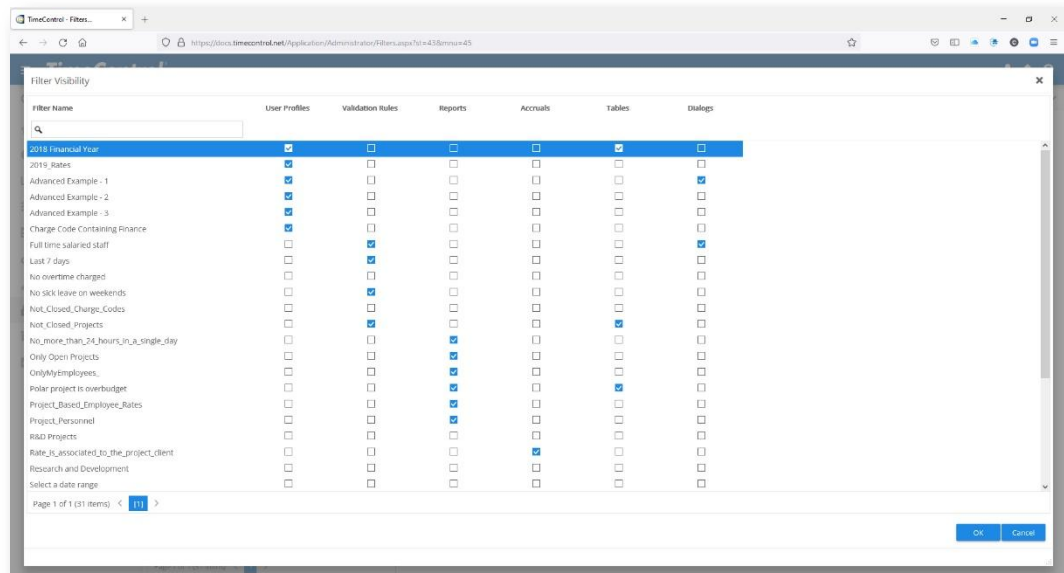 TimeControl - Filters...
https://docs.timecontrol.net/Application/Administrator/Filters.aspx?st=43&mnu=45
TimeControl
Filter Visibility
Filter Name User Profiles Validation Rules Reports Accruals Tables Dialogs
2018 Financial Year
2019_Rates
Advanced Example - 1
Advanced Example - 2
Advanced Example - 3
Charge Code Containing Finance
Full time salaried staff
Last 7 days
No overtime charged
No sick leave on weekends
Not_Closed_Charge_Codes
Not_Closed_Projects
No_more_than_24_hours_in_a_single_day
Only Open Projects
OnlyMyEmployees_
Polar project is overbudget
Project_Based_Employee_Rates
Project_Personnel
R&D Projects
Rate_is_associated_to_the_project_client
Research and Development
Select a date range
Page 1 of 1 (31 items) < [1] >
OK Cancel